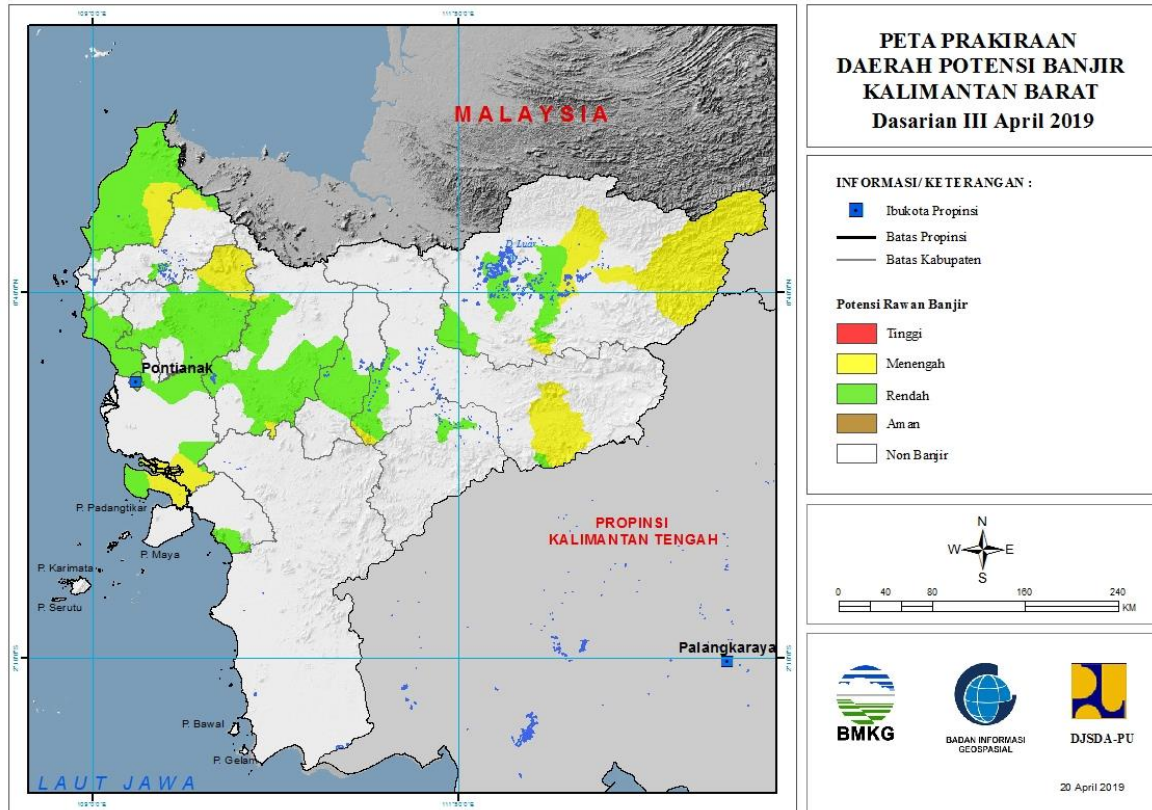 MALAYSIA
D. Luar
Pontianak
P. Padangtikar
P. Maya
P. Karimata
P. Serutu
PROPINSI
KALIMANTAN TENGAH
Palangkaraya
P. Bawal
P. Gelam
LAUT JAWA
PETA PRAKIRAAN
DAERAH POTENSI BANJIR
KALIMANTAN BARAT
Dasarian III April 2019
INFORMASI/ KETERANGAN :
Ibukota Propinsi
Batas Propinsi
Batas Kabupaten
Potensi Rawan Banjir
Tinggi
Menengah
Rendah
Aman
Non Banjir
N
W E
S
0 40 80 160 240
KM
BMKG
BADAN INFORMASI
GEOSPASIAL
DJSDA-PU
20 April 2019